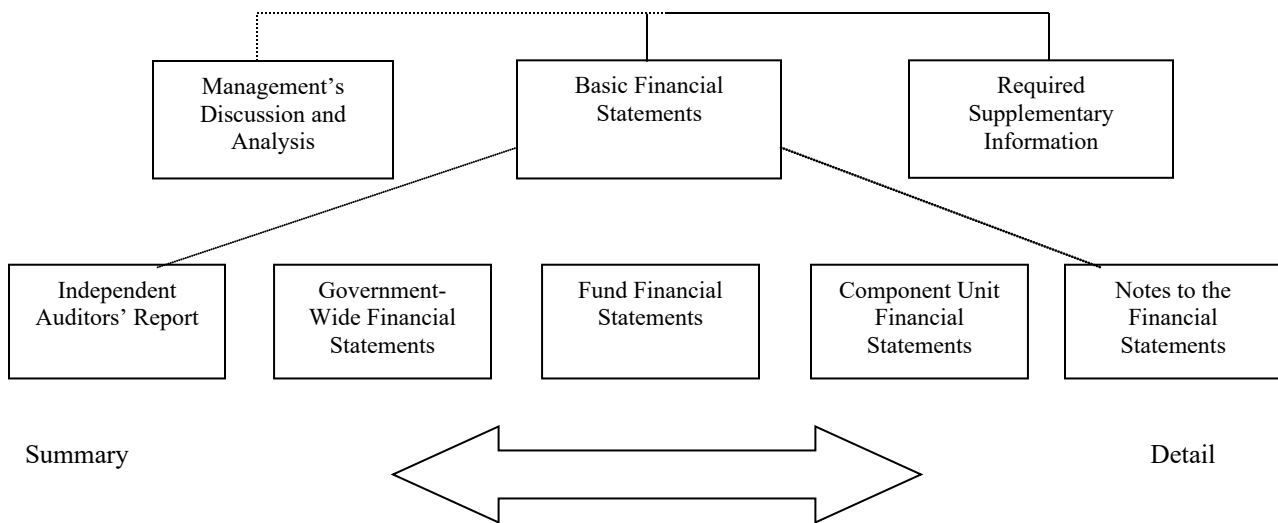 Management’s
Discussion and
Analysis
Basic Financial
Statements
Required
Supplementary
Information
Independent
Auditors’ Report
Government-
Wide Financial
Statements
Fund Financial
Statements
Component Unit
Financial
Statements
Notes to the
Financial
Statements
Summary
Detail